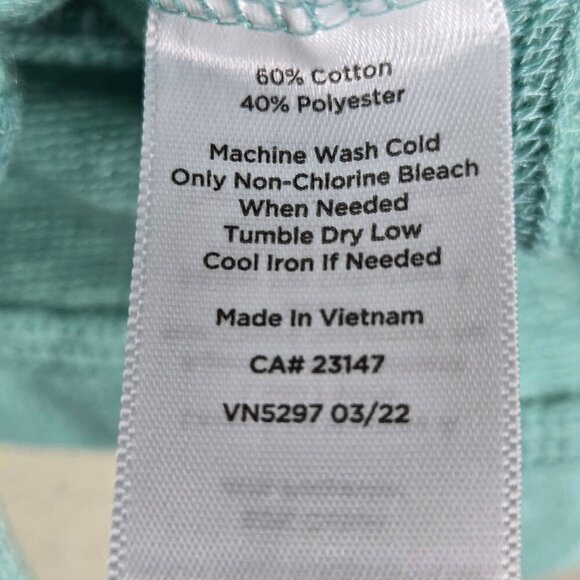 60% Cotton
40% Polyester
Machine Wash Cold
Only Non-Chlorine Bleach
When Needed
Tumble Dry Low
Cool Iron If Needed
Made In Vietnam
CA# 23147
VN5297 03/22